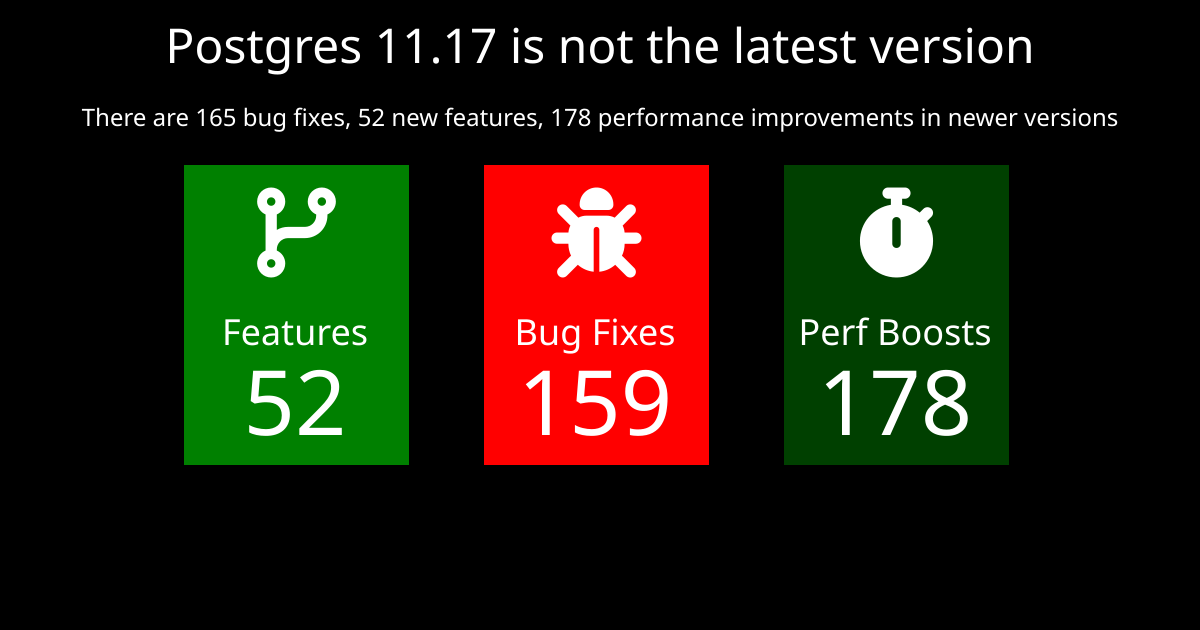 Postgres 11.17 is not the latest version
There are 165 bug fixes, 52 new features, 178 performance improvements in newer versions
Features
52
Bug Fixes
159
Perf Boosts
178